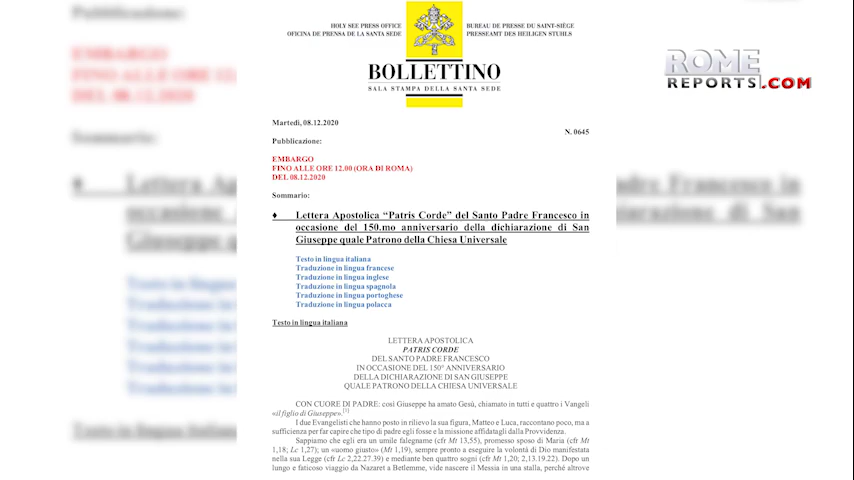 HOLY SEE PRESS OFFICE
OFICINA DE PRENSA DE LA SANTA SEDE
BUREAU DE PRESSE DU SAINT-SIÈGE
PRESSEAMT DES HEILIGEN STUHLS
BOLLETTINO
SALA STAMPA DELLA SANTA SEDE
ROME
REPORTS.COM
Martedì, 08.12.2020
N. 0645
Pubblicazione:
EMBARGO
FINO ALLE ORE 12.00 (ORA DI ROMA)
DEL 08.12.2020
Sommario:
♦ Lettera Apostolica “Patris Corde” del Santo Padre Francesco in
occasione del 150.mo anniversario della dichiarazione di San
Giuseppe quale Patrono della Chiesa Universale
Testo in lingua italiana
Traduzione in lingua francese
Traduzione in lingua inglese
Traduzione in lingua spagnola
Traduzione in lingua portoghese
Traduzione in lingua polacca
Testo in lingua italiana
LETTERA APOSTOLICA
PATRIS CORDE
DEL SANTO PADRE FRANCESCO
IN OCCASIONE DEL 150° ANNIVERSARIO
DELLA DICHIARAZIONE DI SAN GIUSEPPE
QUALE PATRONO DELLA CHIESA UNIVERSALE
CON CUORE DI PADRE: così Giuseppe ha amato Gesù, chiamato in tutti e quattro i Vangeli
«il figlio di Giuseppe».[1]
I due Evangelisti che hanno posto in rilievo la sua figura, Matteo e Luca, raccontano poco, ma a
sufficienza per far capire che tipo di padre egli fosse e la missione affidatagli dalla Provvidenza.
Sappiamo che egli era un umile falegname (cfr Mt 13,55), promesso sposo di Maria (cfr Mt
1,18; Lc 1,27); un «uomo giusto» (Mt 1,19), sempre pronto a eseguire la volontà di Dio manifestata
nella sua Legge (cfr Lc 2,22.27.39) e mediante ben quattro sogni (cfr Mt 1,20; 2,13.19.22). Dopo un
lungo e faticoso viaggio da Nazaret a Betlemme, vide nascere il Messia in una stalla, perché altrove